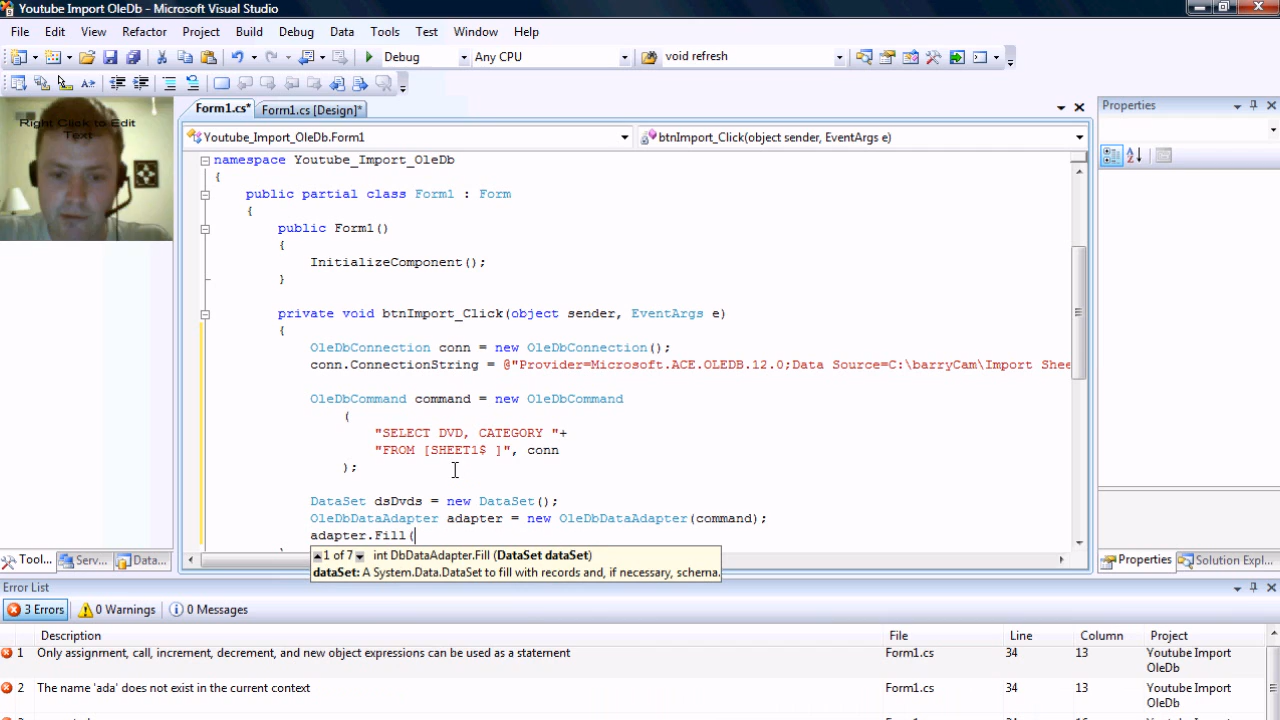 Youtube Import OleDb - Microsoft Visual Studio
File Edit View Refactor Project Build Debug Data Tools Test Window Help
Debug Any CPU void refresh
Right Click to Edit
Text
Form1.cs* Form1.cs [Design]*
Properties
Youtube_Import_OleDb.Form1 btnImport_Click(object sender, EventArgs e)
namespace Youtube_Import_OleDb
{
public partial class Form1 : Form
{
public Form1()
{
InitializeComponent();
}
private void btnImport_Click(object sender, EventArgs e)
{
OleDbConnection conn = new OleDbConnection();
conn.ConnectionString = @"Provider=Microsoft.ACE.OLEDB.12.0;Data Source=C:\barryCam\Import Shee
OleDbCommand command = new OleDbCommand
(
"SELECT DVD, CATEGORY "+
"FROM [SHEET1$ ]", conn
);
DataSet dsDvds = new DataSet();
OleDbDataAdapter adapter = new OleDbDataAdapter(command);
adapter.Fill(
1 of 7 int DbDataAdapter.Fill (DataSet dataSet)
dataSet: A System.Data.DataSet to fill with records and, if necessary, schema.
Tool... Serv... Data... Properties Solution Expl...
Error List
3 Errors 0 Warnings 0 Messages
Description File Line Column Project
1 Only assignment, call, increment, decrement, and new object expressions can be used as a statement Form1.cs 34 13 Youtube Import
OleDb
2 The name 'ada' does not exist in the current context Form1.cs 34 13 Youtube Import
OleDb